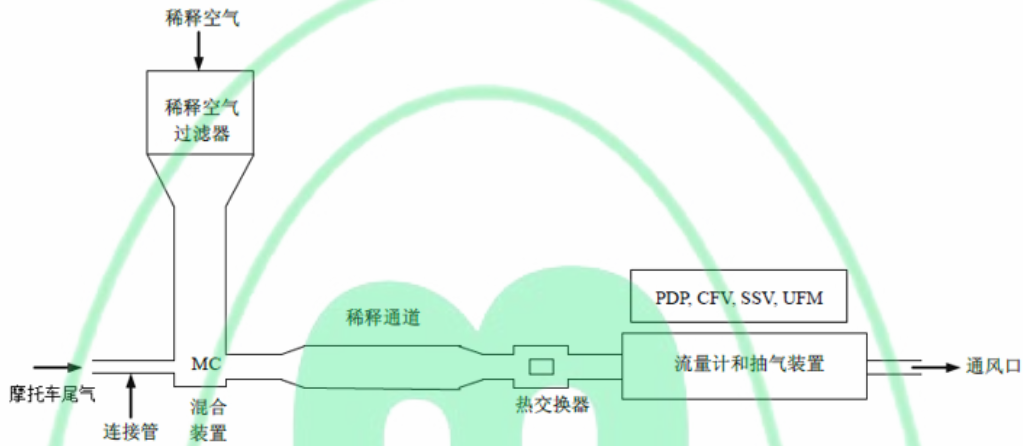 稀释空气
稀释空气
过滤器
PDP, CFV, SSV, UFM
稀释通道
MC
流量计和抽气装置
通风口
摩托车尾气
混合
装置
热交换器
连接管